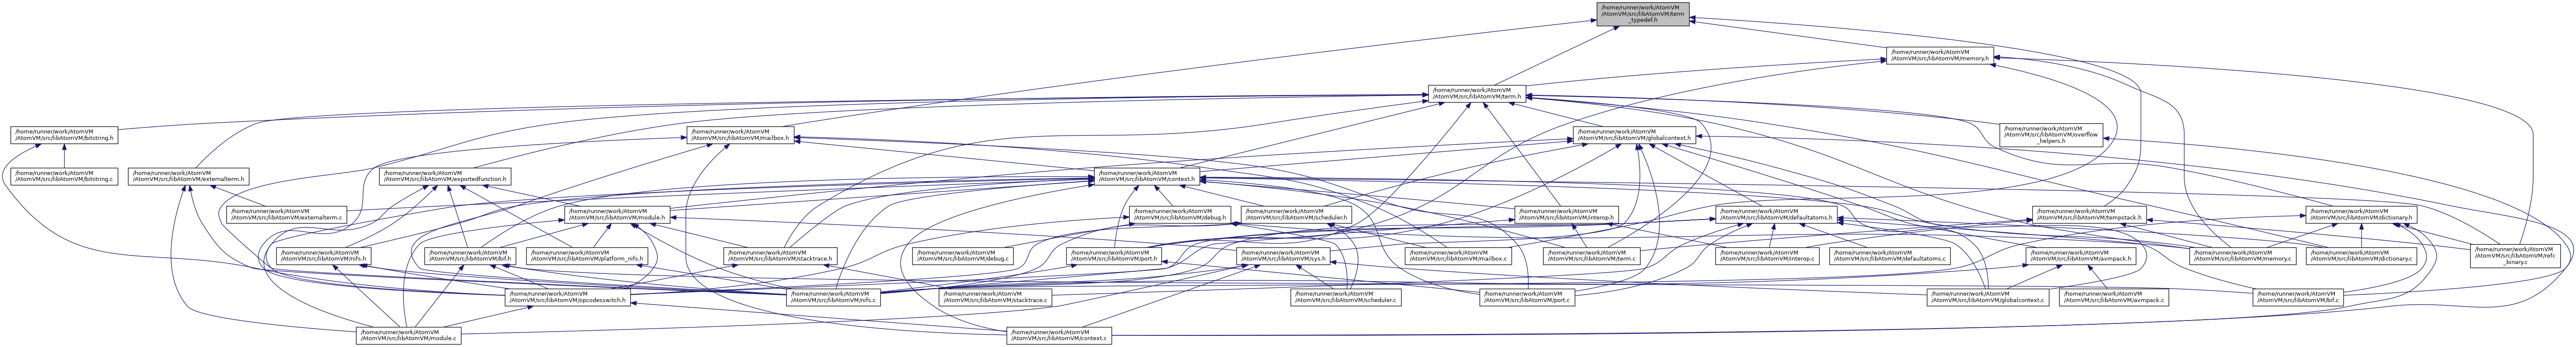 /home/runner/work/AtomVM
/AtomVM/src/libAtomVM/term
_typedef.h
/home/runner/work/AtomVM
/AtomVM/src/libAtomVM/memory.h
/home/runner/work/AtomVM
/AtomVM/src/libAtomVM/term.h
/home/runner/work/AtomVM
/AtomVM/src/libAtomVM/bitstring.h
/home/runner/work/AtomVM
/AtomVM/src/libAtomVM/mailbox.h
/home/runner/work/AtomVM
/AtomVM/src/libAtomVM/globalcontext.h
/home/runner/work/AtomVM
/AtomVM/src/libAtomVM/overflow
_helpers.h
/home/runner/work/AtomVM
/AtomVM/src/libAtomVM/bitstring.c
/home/runner/work/AtomVM
/AtomVM/src/libAtomVM/externalterm.h
/home/runner/work/AtomVM
/AtomVM/src/libAtomVM/exportedfunction.h
/home/runner/work/AtomVM
/AtomVM/src/libAtomVM/context.h
/home/runner/work/AtomVM
/AtomVM/src/libAtomVM/externalterm.c
/home/runner/work/AtomVM
/AtomVM/src/libAtomVM/module.h
/home/runner/work/AtomVM
/AtomVM/src/libAtomVM/debug.h
/home/runner/work/AtomVM
/AtomVM/src/libAtomVM/scheduler.h
/home/runner/work/AtomVM
/AtomVM/src/libAtomVM/interop.h
/home/runner/work/AtomVM
/AtomVM/src/libAtomVM/defaultatoms.h
/home/runner/work/AtomVM
/AtomVM/src/libAtomVM/tempstack.h
/home/runner/work/AtomVM
/AtomVM/src/libAtomVM/dictionary.h
/home/runner/work/AtomVM
/AtomVM/src/libAtomVM/nifs.h
/home/runner/work/AtomVM
/AtomVM/src/libAtomVM/bif.h
/home/runner/work/AtomVM
/AtomVM/src/libAtomVM/platform_nifs.h
/home/runner/work/AtomVM
/AtomVM/src/libAtomVM/stacktrace.h
/home/runner/work/AtomVM
/AtomVM/src/libAtomVM/debug.c
/home/runner/work/AtomVM
/AtomVM/src/libAtomVM/port.h
/home/runner/work/AtomVM
/AtomVM/src/libAtomVM/sys.h
/home/runner/work/AtomVM
/AtomVM/src/libAtomVM/mailbox.c
/home/runner/work/AtomVM
/AtomVM/src/libAtomVM/term.c
/home/runner/work/AtomVM
/AtomVM/src/libAtomVM/interop.c
/home/runner/work/AtomVM
/AtomVM/src/libAtomVM/defaultatoms.c
/home/runner/work/AtomVM
/AtomVM/src/libAtomVM/avmpack.h
/home/runner/work/AtomVM
/AtomVM/src/libAtomVM/memory.c
/home/runner/work/AtomVM
/AtomVM/src/libAtomVM/dictionary.c
/home/runner/work/AtomVM
/AtomVM/src/libAtomVM/refc
_binary.c
/home/runner/work/AtomVM
/AtomVM/src/libAtomVM/opcodesswitch.h
/home/runner/work/AtomVM
/AtomVM/src/libAtomVM/nifs.c
/home/runner/work/AtomVM
/AtomVM/src/libAtomVM/stacktrace.c
/home/runner/work/AtomVM
/AtomVM/src/libAtomVM/scheduler.c
/home/runner/work/AtomVM
/AtomVM/src/libAtomVM/port.c
/home/runner/work/AtomVM
/AtomVM/src/libAtomVM/globalcontext.c
/home/runner/work/AtomVM
/AtomVM/src/libAtomVM/avmpack.c
/home/runner/work/AtomVM
/AtomVM/src/libAtomVM/bif.c
/home/runner/work/AtomVM
/AtomVM/src/libAtomVM/module.c
/home/runner/work/AtomVM
/AtomVM/src/libAtomVM/context.c